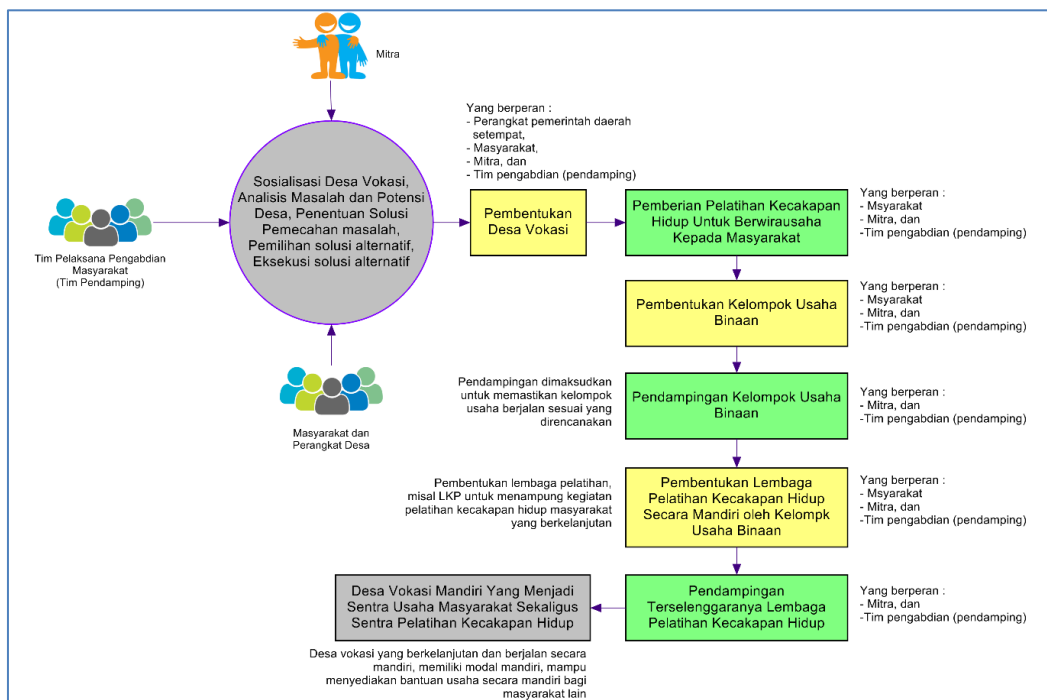 Mitra
Yang berperan :
- Perangkat pemerintah daerah
setempat,
- Masyarakat,
- Mitra, dan
- Tim pengabdian (pendamping)
Sosialisasi Desa Vokasi,
Analisis Masalah dan Potensi
Desa, Penentuan Solusi
Pemecahan masalah,
Pemilihan solusi alternatif,
Eksekusi solusi alternatif
Tim Pelaksana Pengabdian
Masyarakat
(Tim Pendamping)
Masyarakat dan
Perangkat Desa
Pembentukan
Desa Vokasi
Pemberian Pelatihan Kecakapan
Hidup Untuk Berwirausaha
Kepada Masyarakat
Yang berperan :
- Msyarakat
- Mitra, dan
-Tim pengabdian (pendamping)
Pembentukan Kelompok Usaha
Binaan
Yang berperan :
- Msyarakat
- Mitra, dan
-Tim pengabdian (pendamping)
Pendampingan dimaksudkan
untuk memastikan kelompok
usaha berjalan sesuai yang
direncanakan
Pendampingan Kelompok Usaha
Binaan
Yang berperan :
- Mitra, dan
-Tim pengabdian (pendamping)
Pembentukan lembaga pelatihan,
misal LKP untuk menampung kegiatan
pelatihan kecakapan hidup masyarakat
yang berkelanjutan
Pembentukan Lembaga
Pelatihan Kecakapan Hidup
Secara Mandiri oleh Kelompk
Usaha Binaan
Yang berperan :
- Msyarakat
- Mitra, dan
-Tim pengabdian (pendamping)
Pendampingan
Terselenggaranya Lembaga
Pelatihan Kecakapan Hidup
Yang berperan :
- Mitra, dan
-Tim pengabdian (pendamping)
Desa Vokasi Mandiri Yang Menjadi
Sentra Usaha Masyarakat Sekaligus
Sentra Pelatihan Kecakapan Hidup
Desa vokasi yang berkelanjutan dan berjalan secara
mandiri, memiliki modal mandiri, mampu
menyediakan bantuan usaha secara mandiri bagi
masyarakat lain